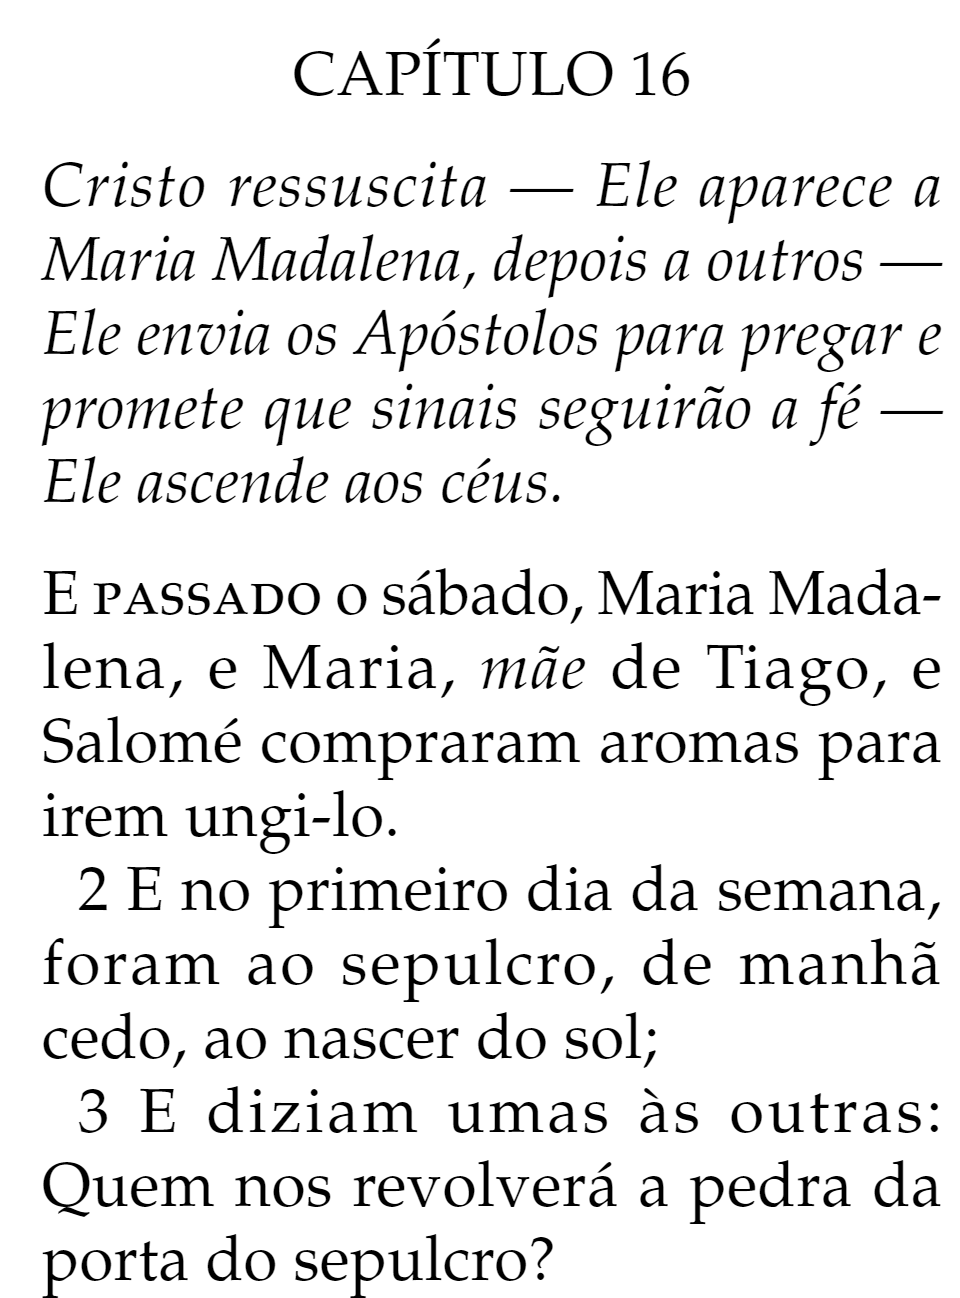 CAPÍTULO 16
Cristo ressuscita — Ele aparece a
Maria Madalena, depois a outros —
Ele envia os Apóstolos para pregar e
promete que sinais seguirão a fé —
Ele ascende aos céus.
E PASSADO o sábado, Maria Mada-
lena, e Maria, mãe de Tiago, e
Salomé compraram aromas para
irem ungi-lo.
2 E no primeiro dia da semana,
foram ao sepulcro, de manhã
cedo, ao nascer do sol;
3 E diziam umas às outras:
Quem nos revolverá a pedra da
porta do sepulcro?